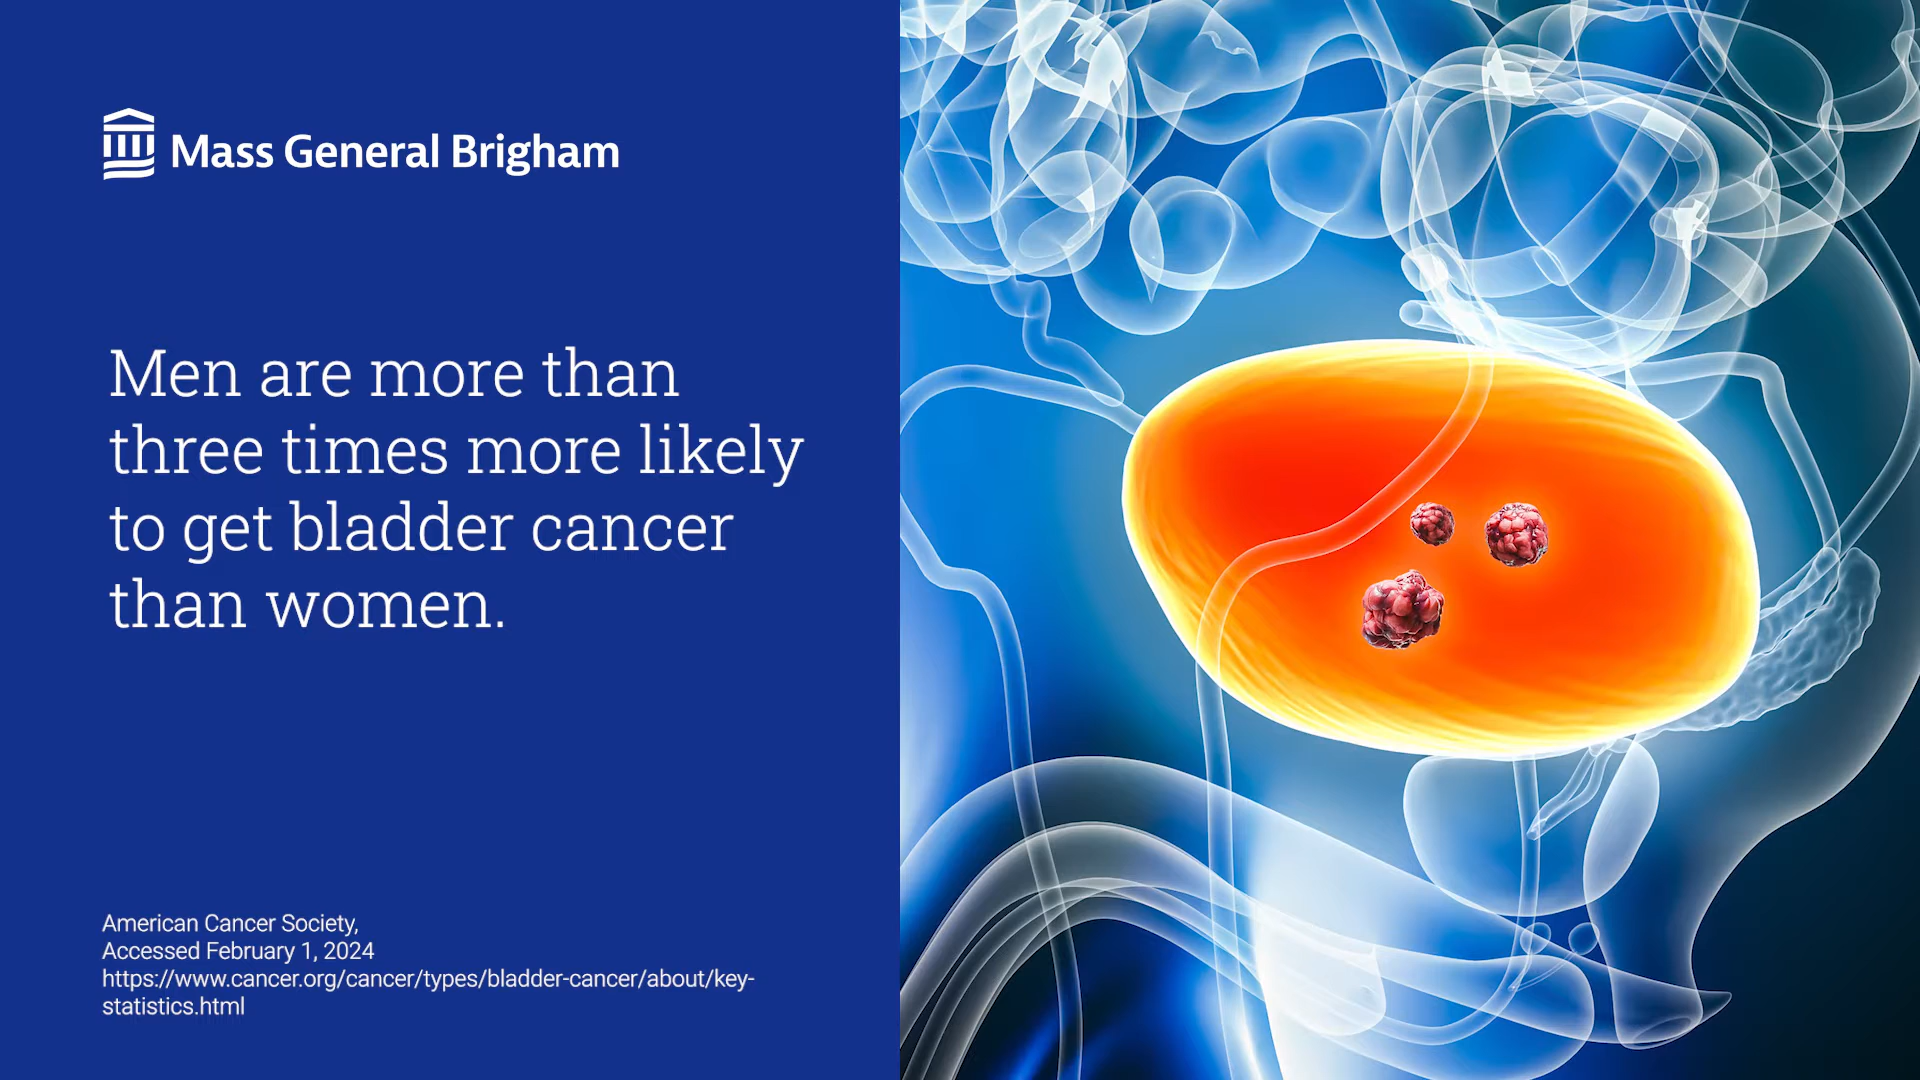 Mass General Brigham
Men are more than
three times more likely
to get bladder cancer
than women.
American Cancer Society,
Accessed February 1, 2024
https://www.cancer.org/cancer/types/bladder-cancer/about/key-
statistics.html